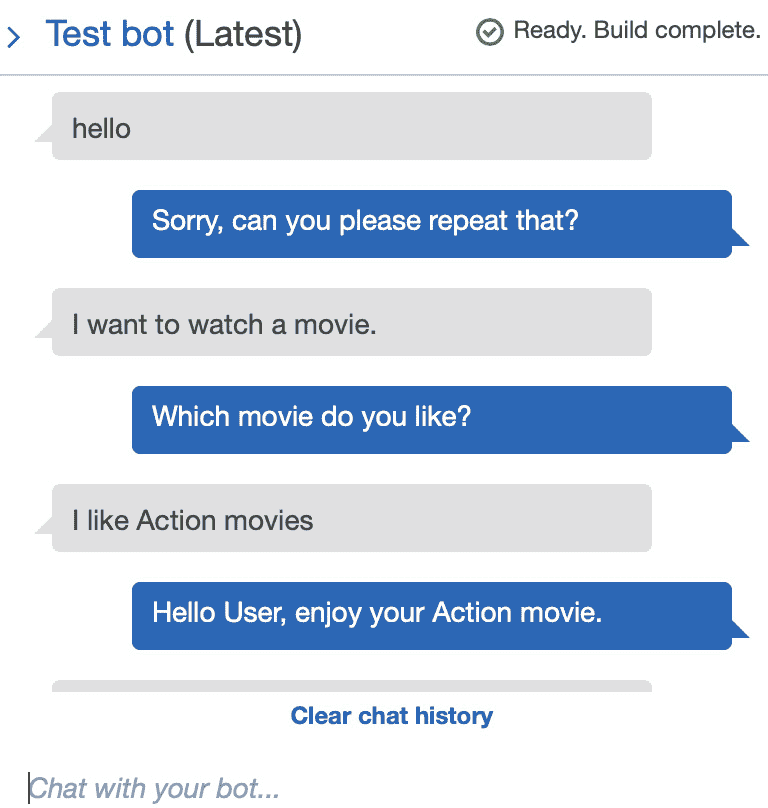 Test bot (Latest) Ready. Build complete.
hello
Sorry, can you please repeat that?
I want to watch a movie.
Which movie do you like?
I like Action movies
Hello User, enjoy your Action movie.
Clear chat history
Chat with your bot...